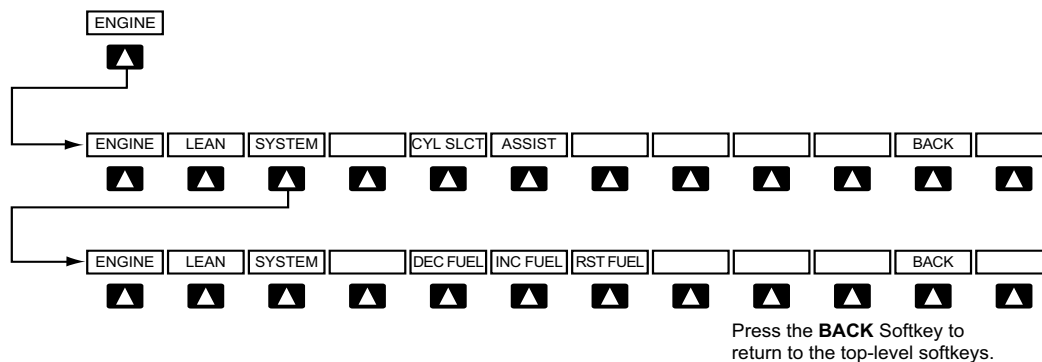 ENGINE
ENGINE LEAN SYSTEM CYL SLCT ASSIST BACK
ENGINE LEAN SYSTEM DEC FUEL INC FUEL RST FUEL BACK
Press the BACK Softkey to
return to the top-level softkeys.